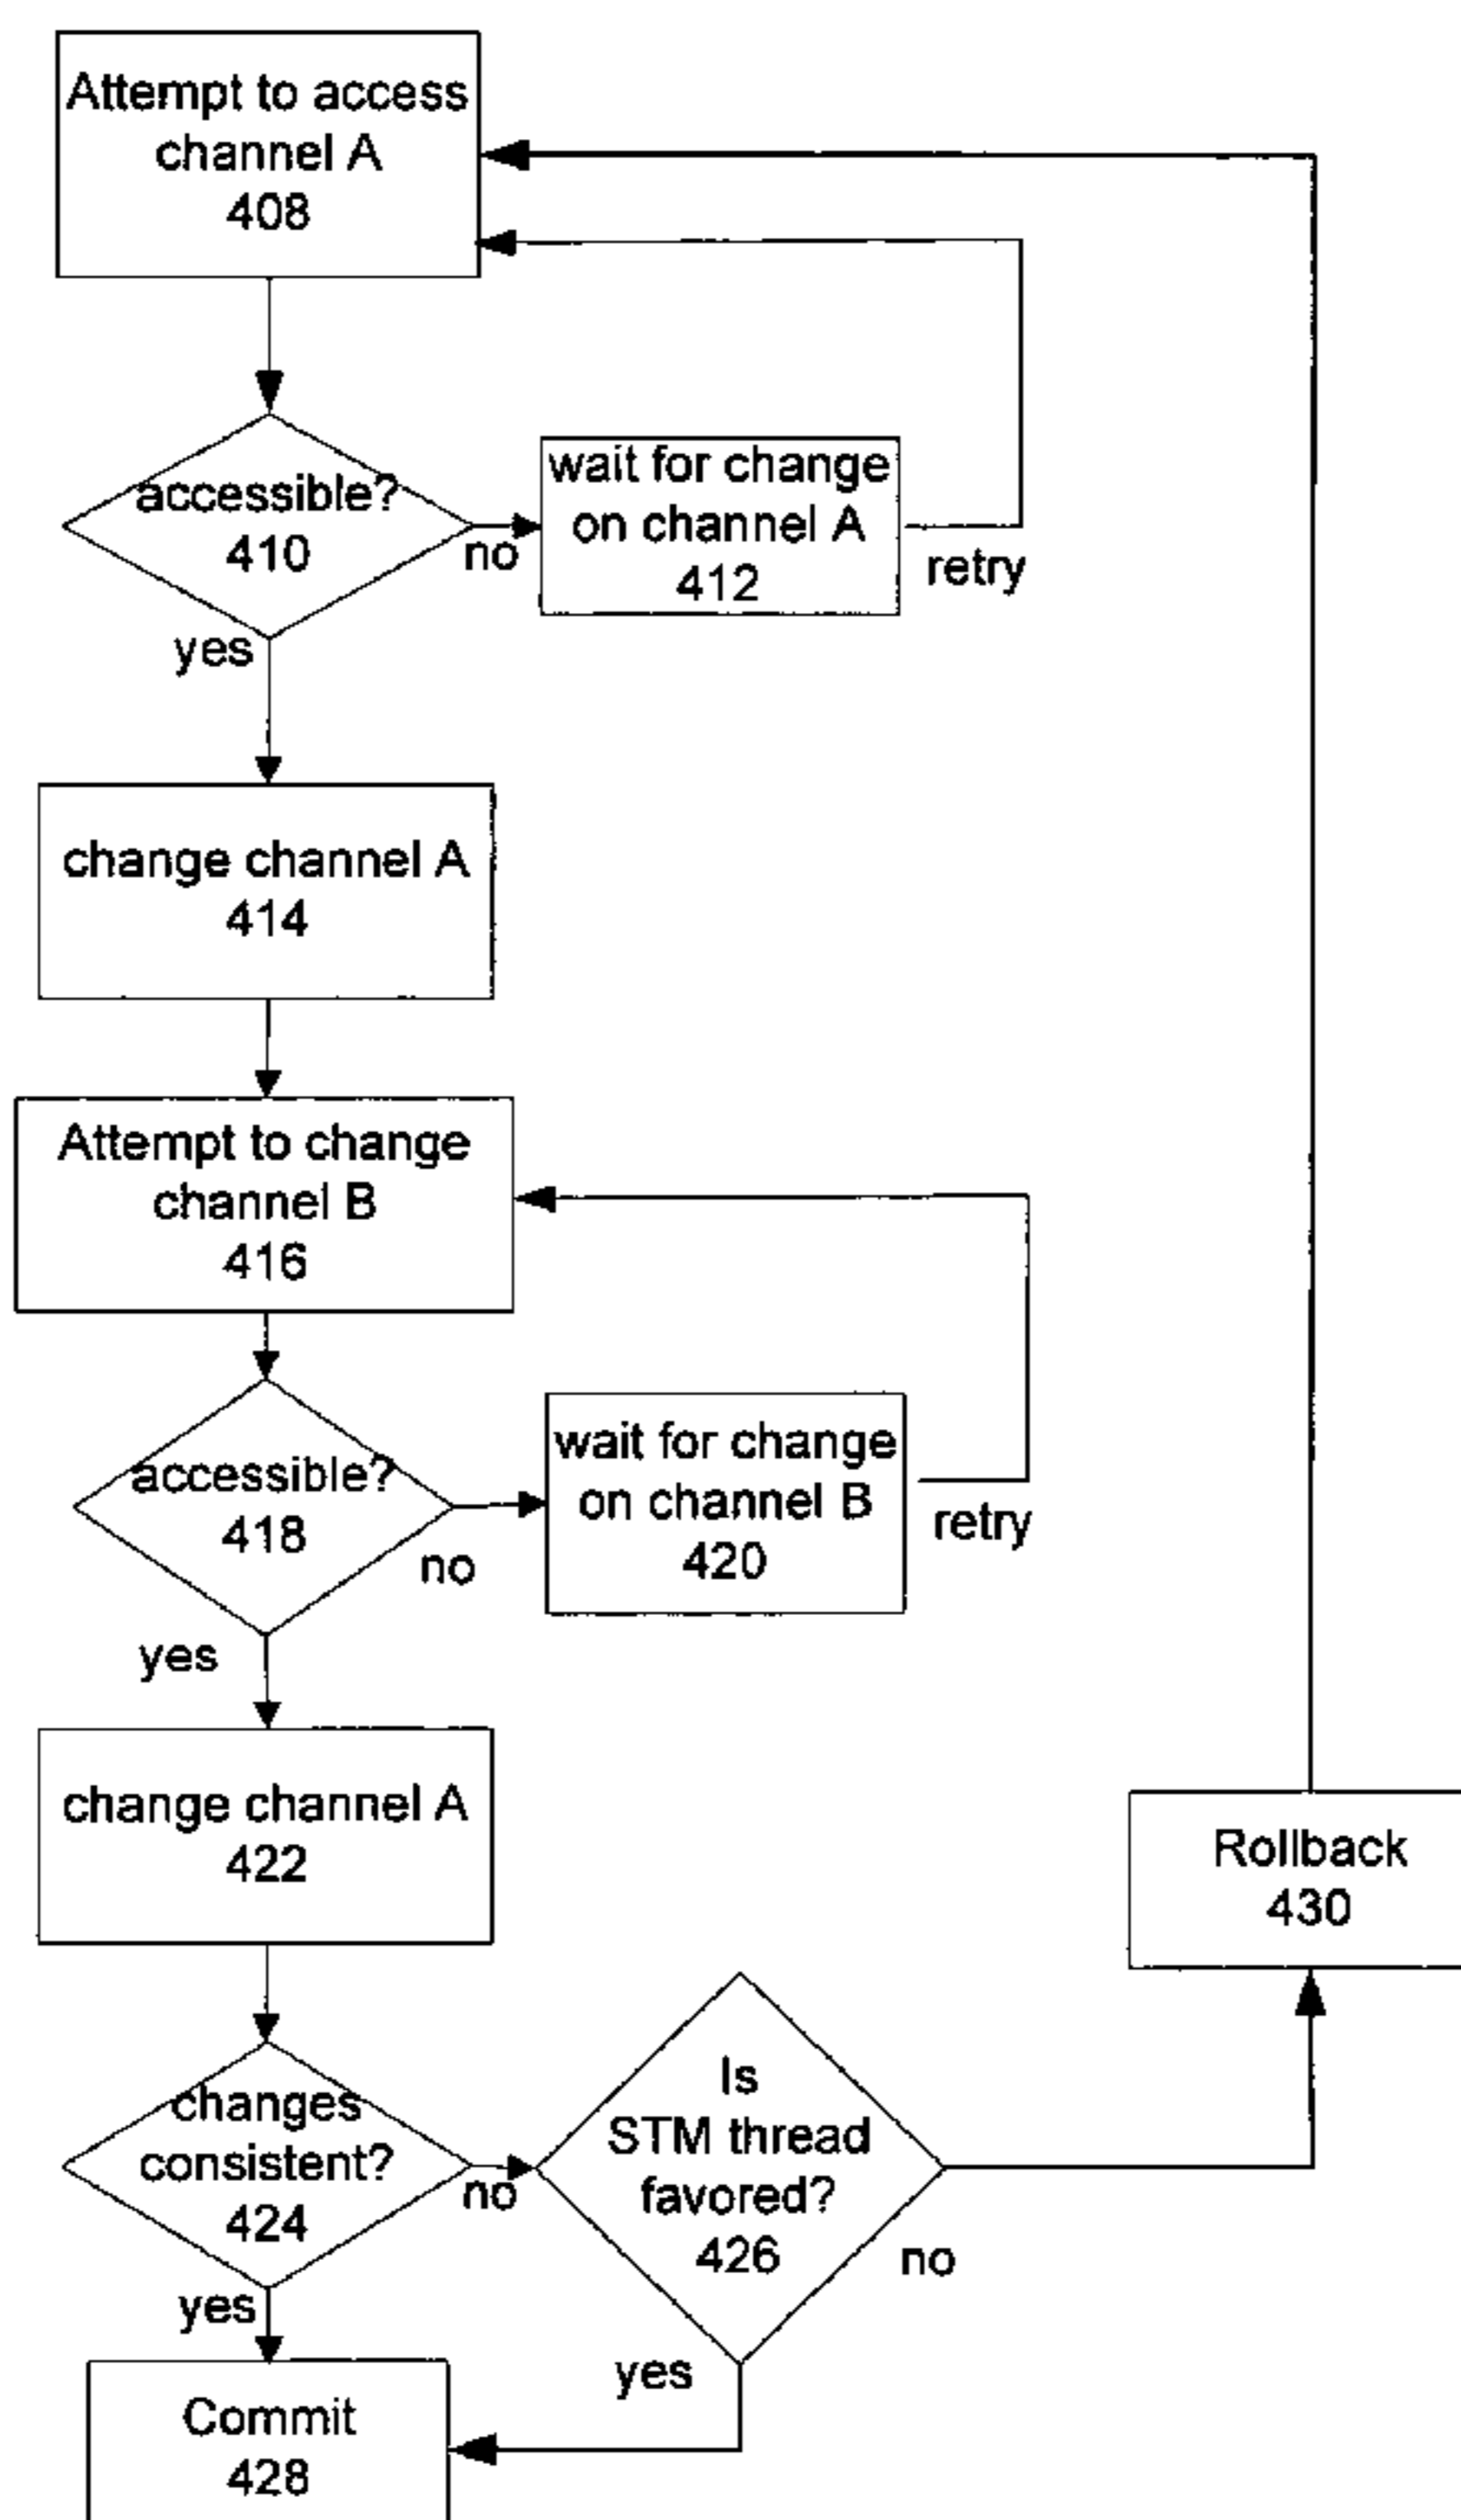 Attempt to access
channel A
408
accessible?
410
no
wait for change
on channel A
412
retry
yes
change channel A
414
Attempt to change
channel B
416
accessible?
418
no
wait for change
on channel B
420
retry
yes
change channel A
422
Rollback
430
changes
consistent?
424
no
Is
STM thread
favored?
426
no
yes
yes
Commit
428